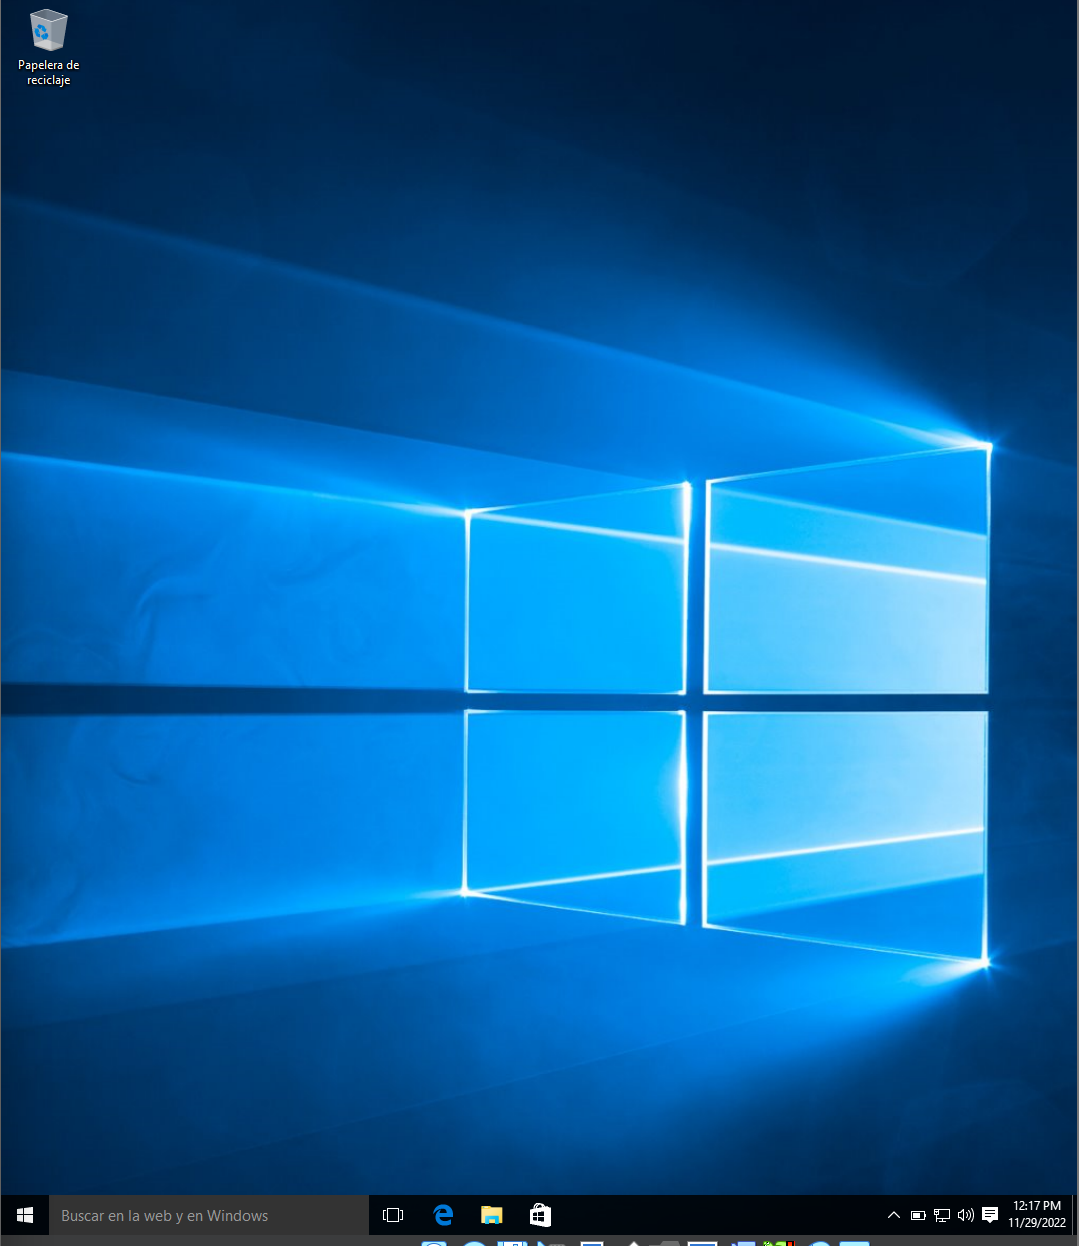 Papelera de
reciclaje
Buscar en la web y en Windows
12:17 PM
11/29/2022